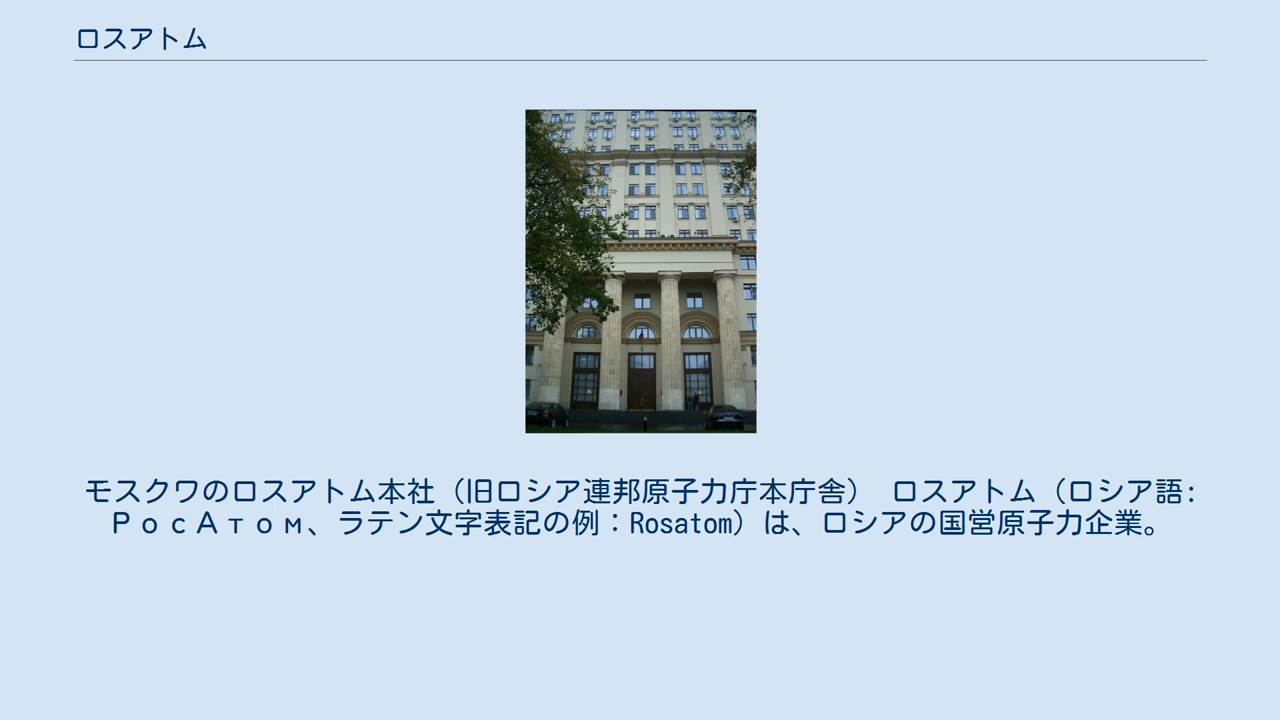 ロスアトム
モスクワのロスアトム本社（旧ロシア連邦原子力庁本庁舎） ロスアトム（ロシア語:
РосАтом、ラテン文字表記の例：Rosatom）は、ロシアの国営原子力企業。